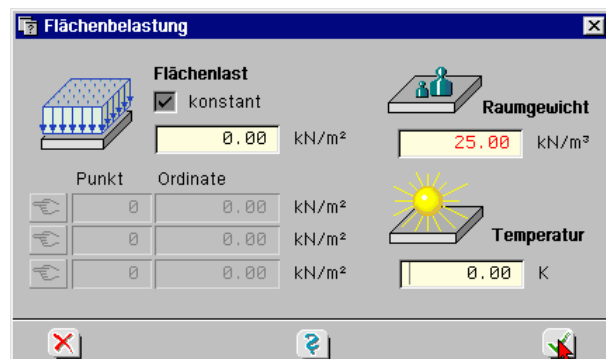 Flächenbelastung
Flächenlast
konstant
0.00 kN/m²
Punkt Ordinate
0 0.00 kN/m²
0 0.00 kN/m²
0 0.00 kN/m²
Raumgewicht
25.00 kN/m³
Temperatur
0.00 K